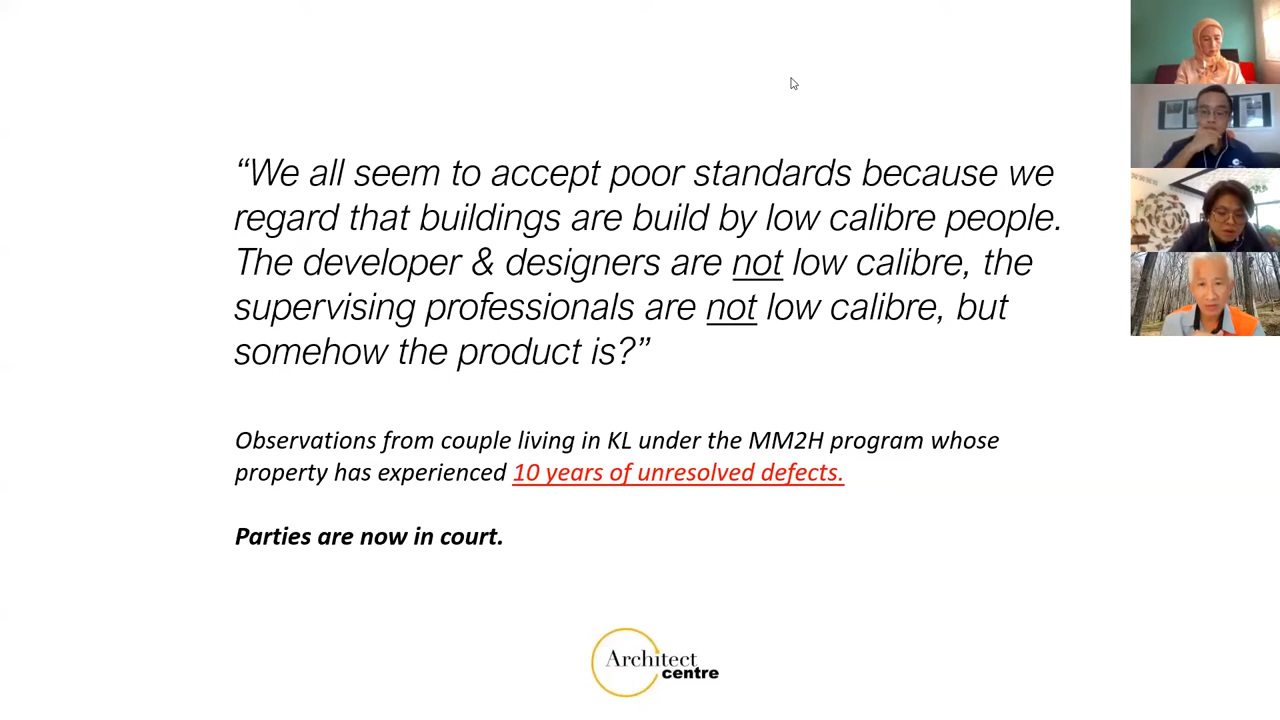 “We all seem to accept poor standards because we
regard that buildings are build by low calibre people.
The developer & designers are not low calibre, the
supervising professionals are not low calibre, but
somehow the product is?”
Observations from couple living in KL under the MM2H program whose
property has experienced 10 years of unresolved defects.
Parties are now in court.
Architect
centre